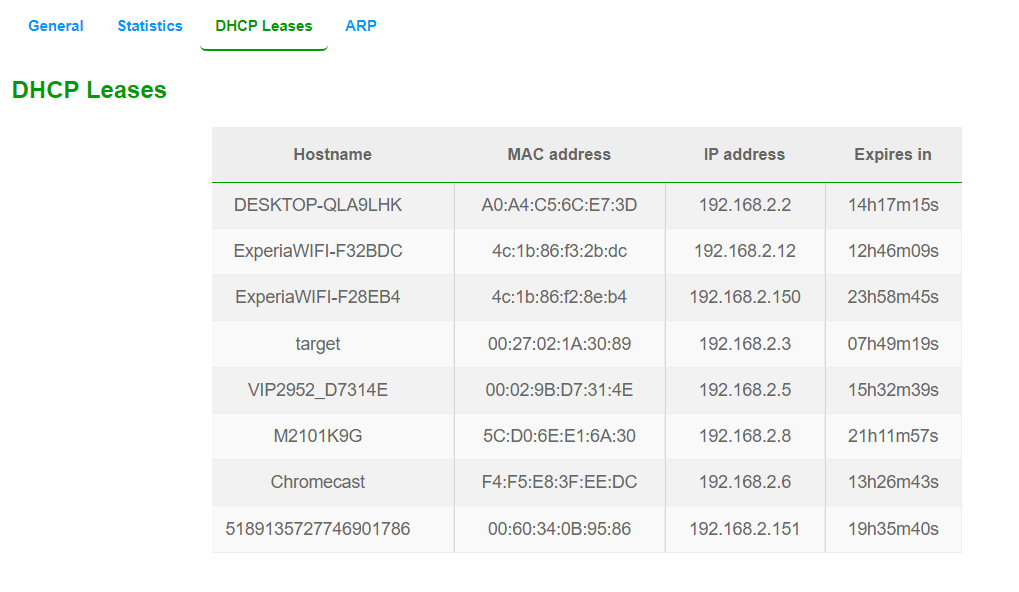 General Statistics DHCP Leases ARP
DHCP Leases
Hostname MAC address IP address Expires in
DESKTOP-QLA9LHK A0:A4:C5:6C:E7:3D 192.168.2.2 14h17m15s
ExperiaWIFI-F32BDC 4c:1b:86:f3:2b:dc 192.168.2.12 12h46m09s
ExperiaWIFI-F28EB4 4c:1b:86:f2:8e:b4 192.168.2.150 23h58m45s
target 00:27:02:1A:30:89 192.168.2.3 07h49m19s
VIP2952_D7314E 00:02:9B:D7:31:4E 192.168.2.5 15h32m39s
M2101K9G 5C:D0:6E:E1:6A:30 192.168.2.8 21h11m57s
Chromecast F4:F5:E8:3F:EE:DC 192.168.2.6 13h26m43s
5189135727746901786 00:60:34:0B:95:86 192.168.2.151 19h35m40s